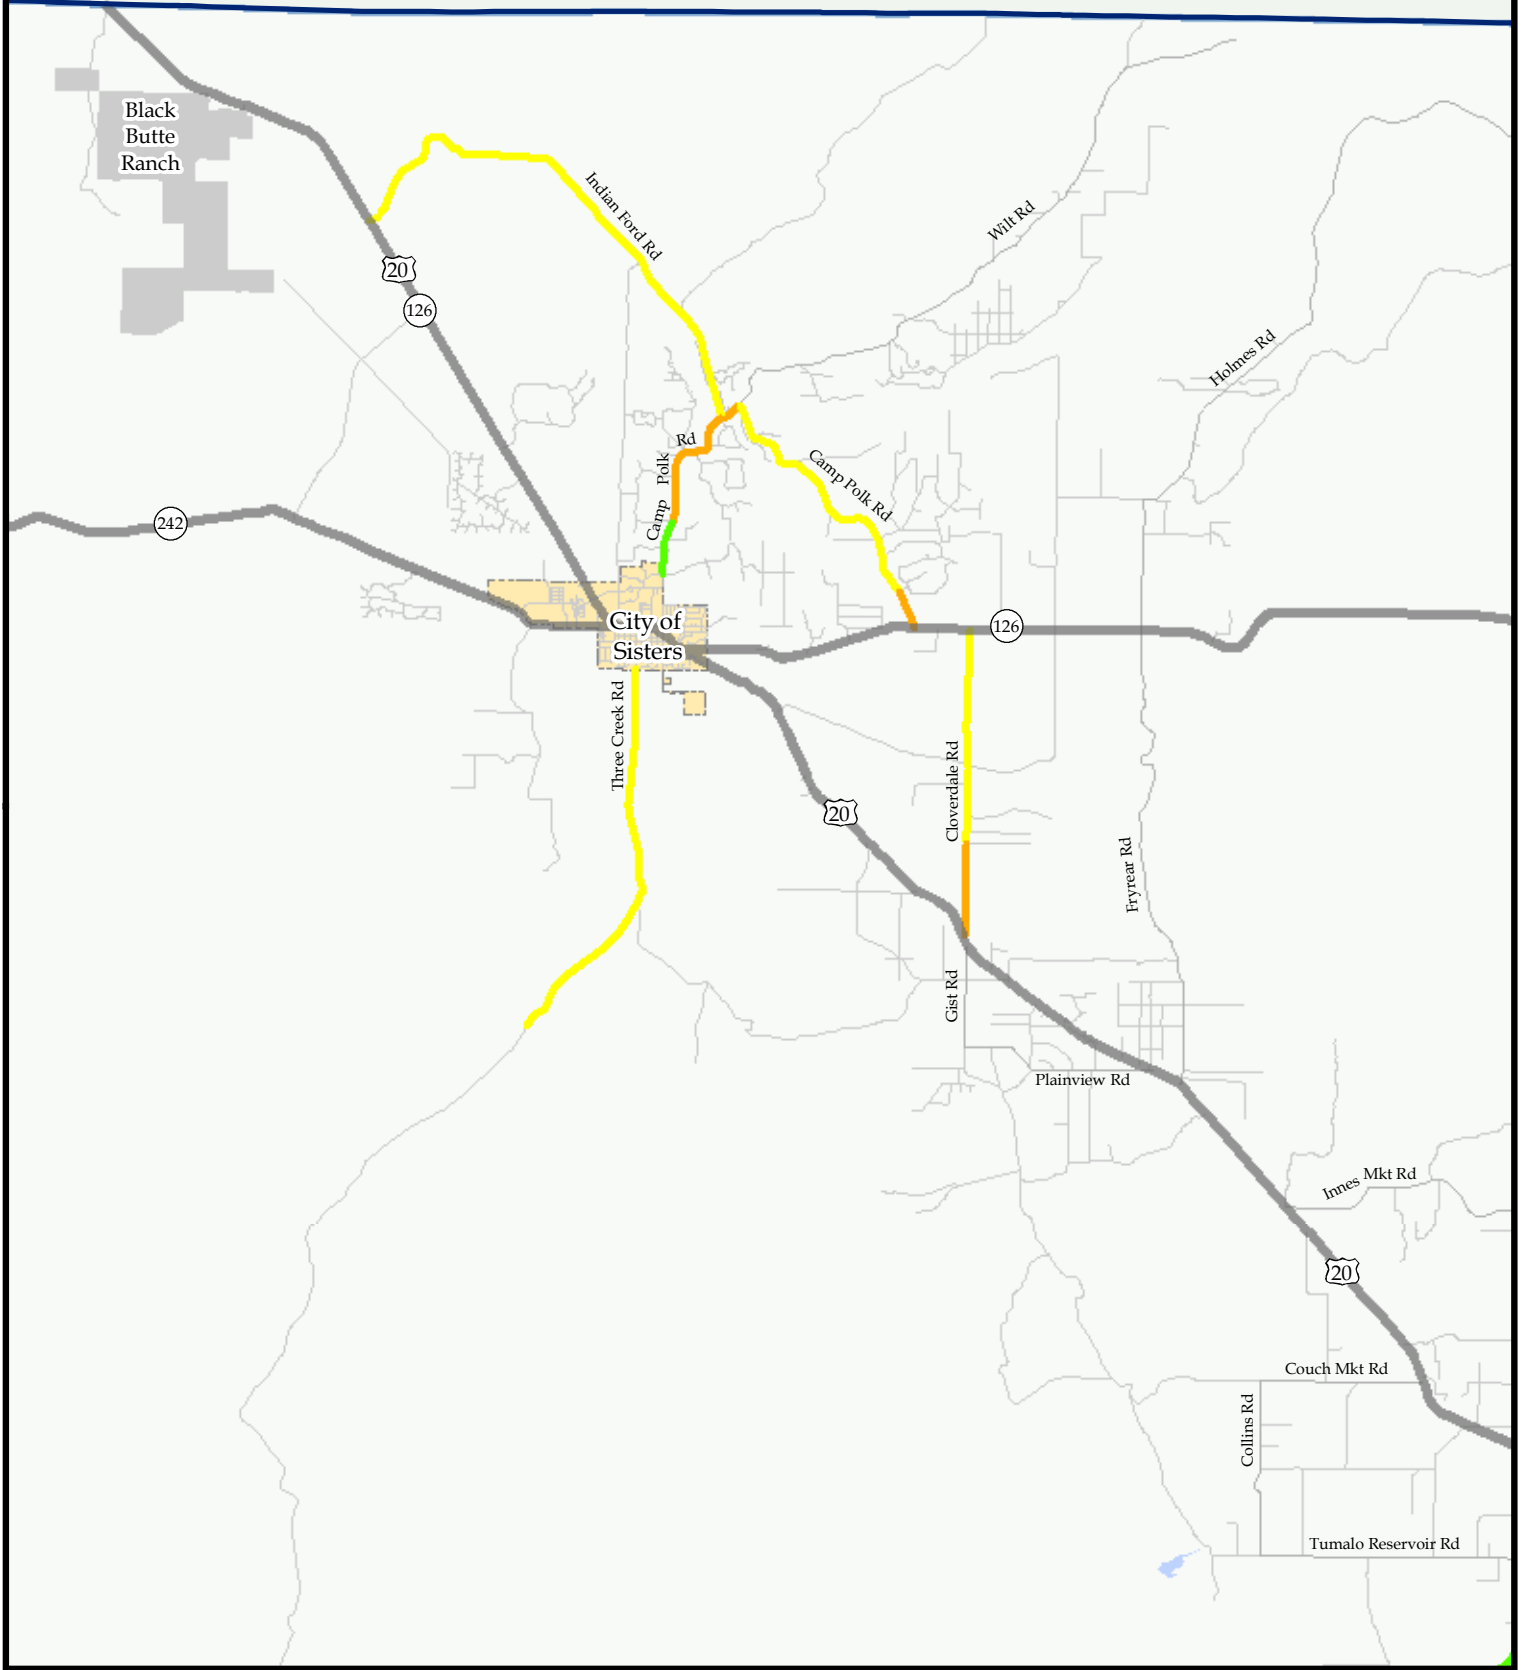 Black
Butte
Ranch
Indian Ford Rd
Wilt Rd
20
126
Holmes Rd
Rd
Polk
Camp
Camp Polk Rd
242
City of
Sisters
126
Three Creek Rd
Cloverdale Rd
20
Fryrear Rd
Gist Rd
Plainview Rd
Innes Mkt Rd
20
Couch Mkt Rd
Collins Rd
Tumalo Reservoir Rd